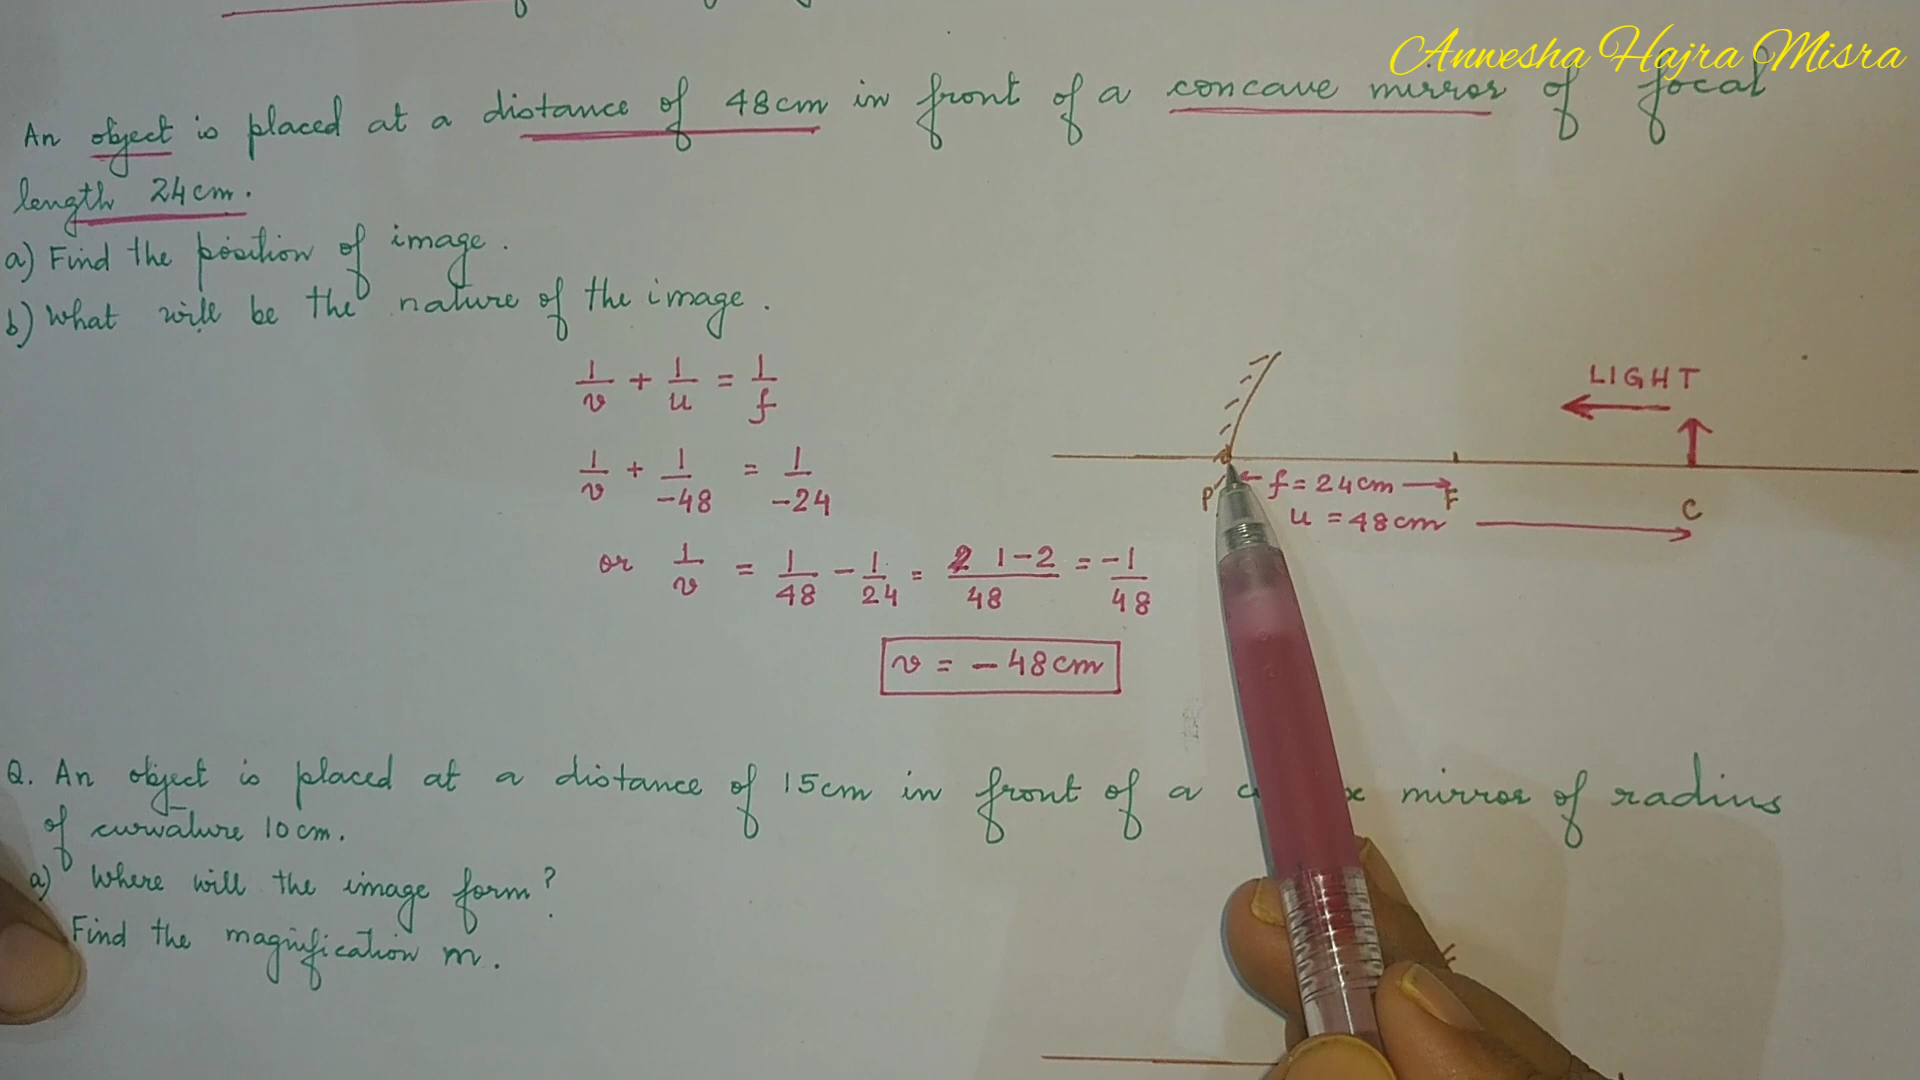 Anwesha Hajra Misra
An object is placed at a distance of 48cm in front of a concave mirror of focal
length 24cm.
a) Find the position of image.
b) What will be the nature of the image.
1/v + 1/u = 1/f
1/v + 1/-48 = 1/-24
or 1/v = 1/48 - 1/24 = 1-2/48 = -1/48
v = - 48cm
LIGHT
P f = 24cm F
u = 48cm C
Q. An object is placed at a distance of 15cm in front of a mirror of radius
of curvature 10cm.
a) Where will the image form?
Find the magnification m.